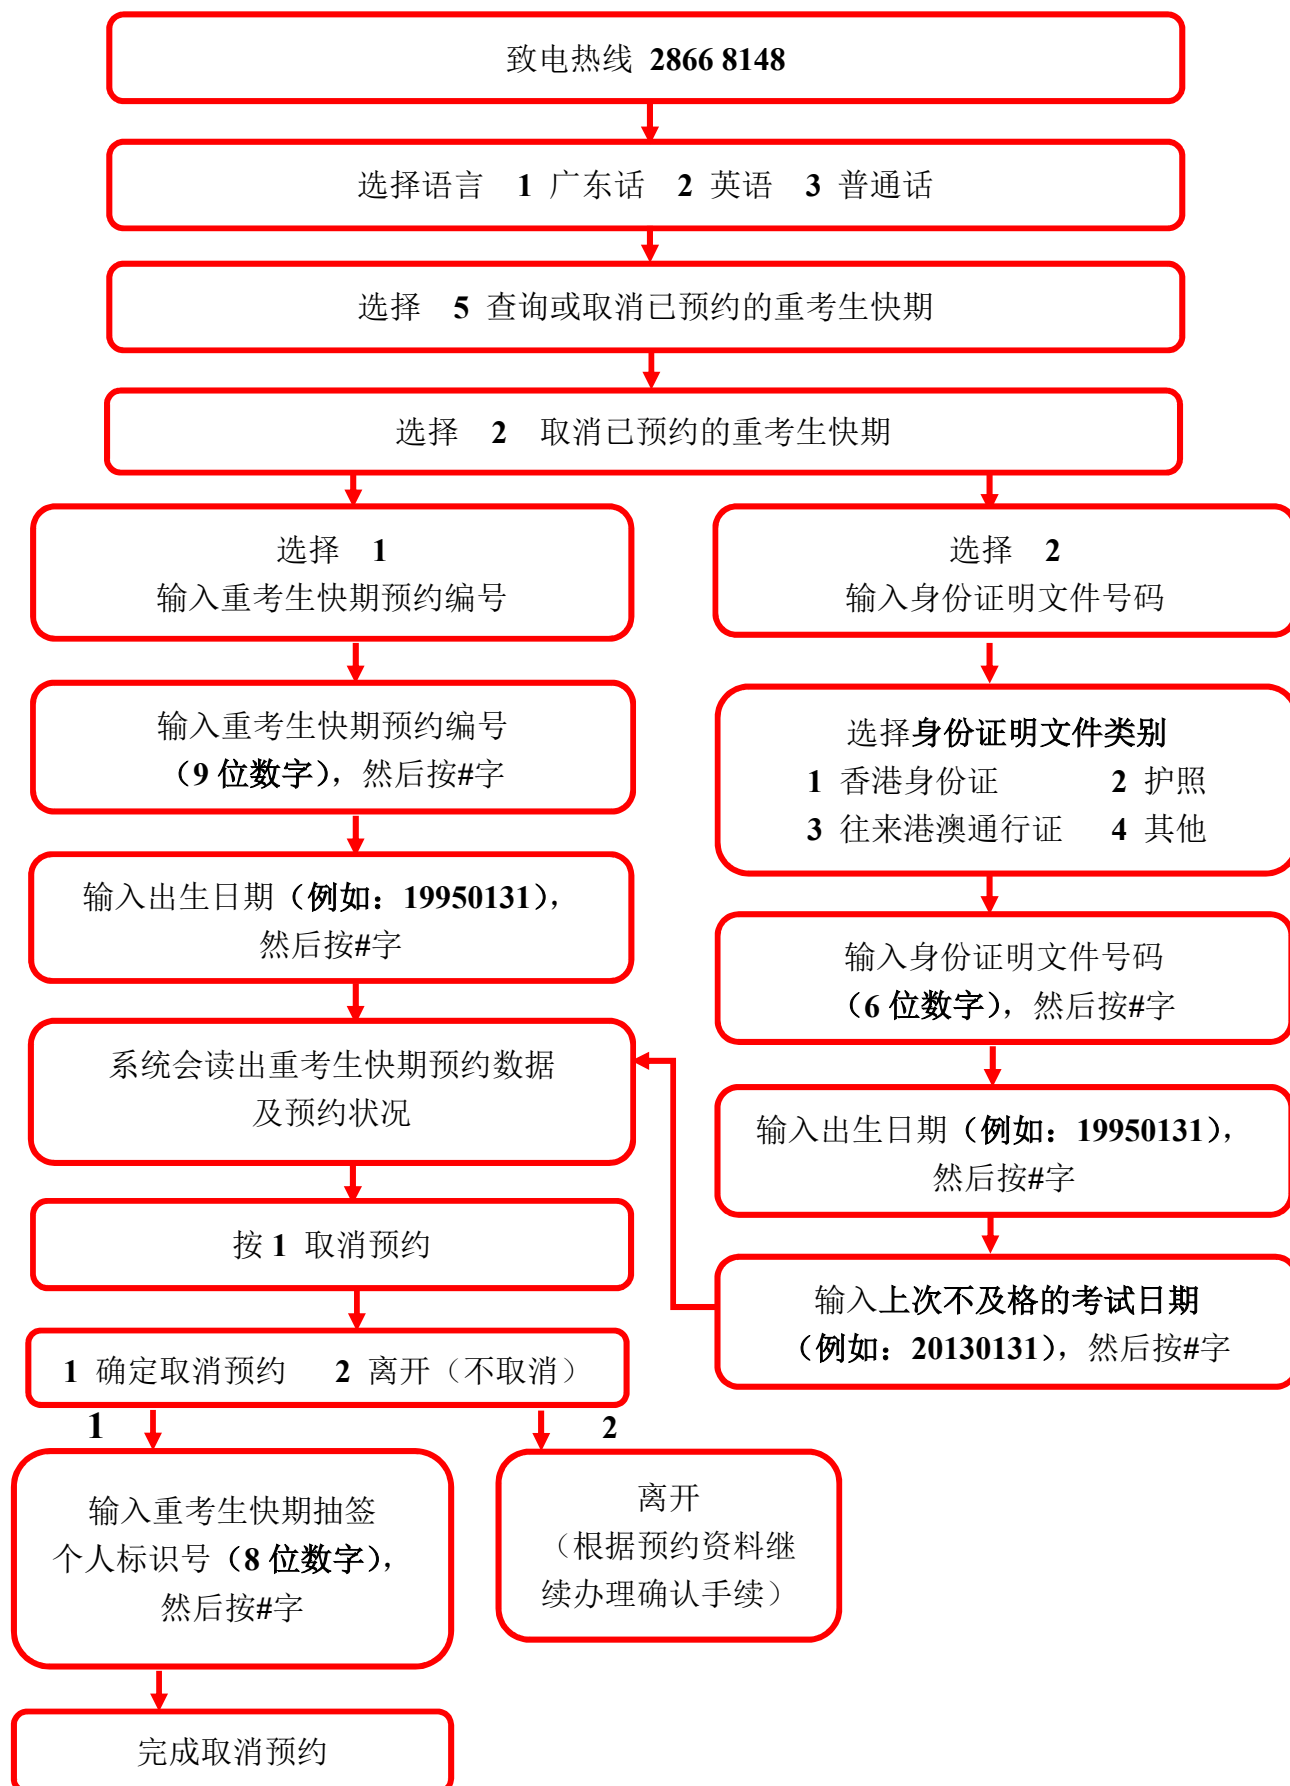 致电热线 2866 8148
选择语言 1 广东话 2 英语 3 普通话
选择 5 查询或取消已预约的重考生快期
选择 2 取消已预约的重考生快期
选择 1
输入重考生快期预约编号
输入重考生快期预约编号
（9 位数字），然后按#字
输入出生日期（例如：19950131），
然后按#字
选择 2
输入身份证明文件号码
选择身份证明文件类别
1 香港身份证 2 护照
3 往来港澳通行证 4 其他
输入身份证明文件号码
（6 位数字），然后按#字
输入出生日期（例如：19950131），
然后按#字
输入上次不及格的考试日期
（例如：20130131），然后按#字
系统会读出重考生快期预约数据
及预约状况
按 1 取消预约
1 确定取消预约 2 离开（不取消）
1
2
输入重考生快期抽签
个人标识号（8 位数字），
然后按#字
离开
（根据预约资料继
续办理确认手续）
完成取消预约